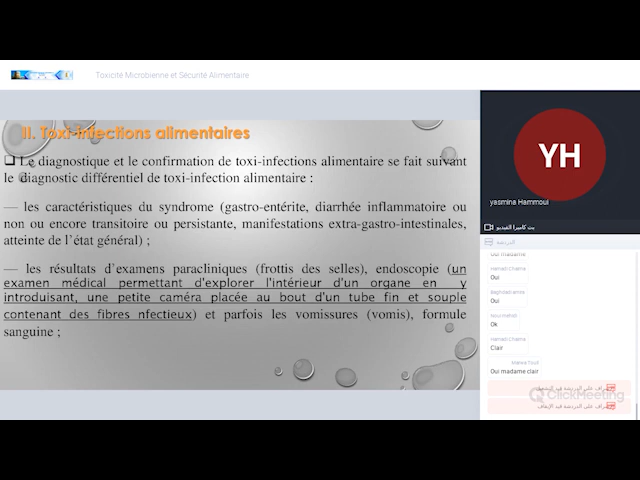 Toxicité Microbienne et Sécurité Alimentaire
II. Toxi-infections alimentaires
❑ Le diagnostique et le confirmation de toxi-infections alimentaire se fait suivant
le diagnostic différentiel de toxi-infection alimentaire :
— les caractéristiques du syndrome (gastro-entérite, diarrhée inflammatoire ou
non ou encore transitoire ou persistante, manifestations extra-gastro-intestinales,
atteinte de l’état général) ;
— les résultats d’examens paracliniques (frottis des selles), endoscopie (un
examen médical permettant d'explorer l'intérieur d'un organe en y
introduisant, une petite caméra placée au bout d'un tube fin et souple
contenant des fibres nfectieux) et parfois les vomissures (vomis), formule
sanguine ;
YH
yasmina Hammoui
بث كاميرا الفيديو
الدردشة
Oui madame
Oui
Oui
Ok
Clair
Oui madame clair
ClickMeeting